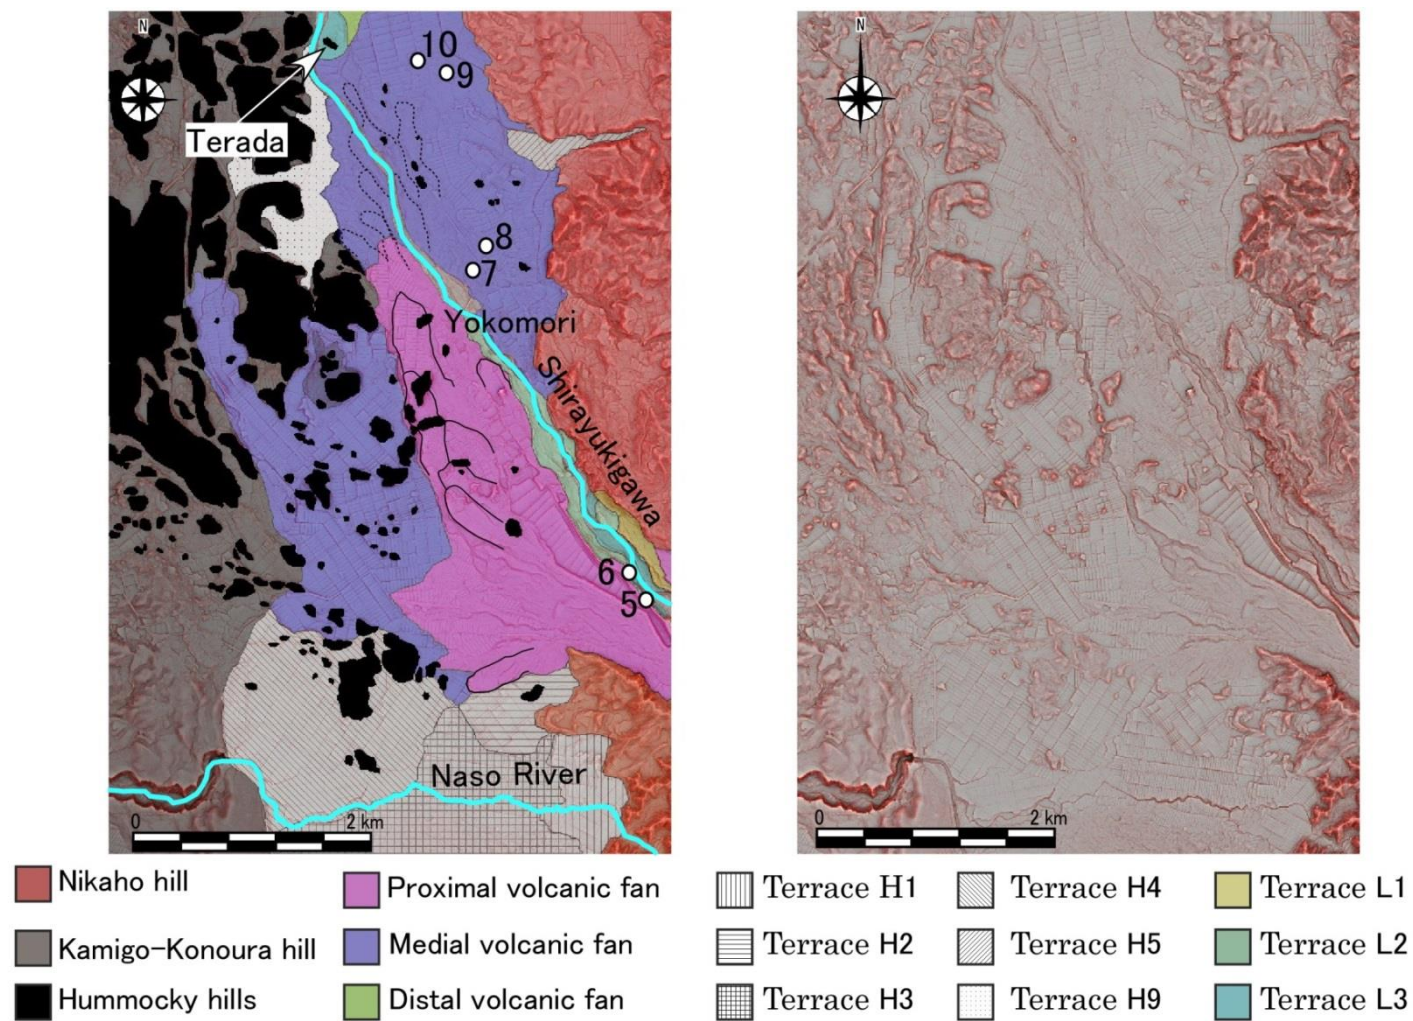 N
10
9
Terada
8
7
Yokomori
Shirayukigawa
6
5
Naso River
0 2 km
N
0 2 km
Nikaho hill
Kamigo-Konoura hill
Hummocky hills
Proximal volcanic fan
Medial volcanic fan
Distal volcanic fan
Terrace H1
Terrace H2
Terrace H3
Terrace H4
Terrace H5
Terrace H9
Terrace L1
Terrace L2
Terrace L3